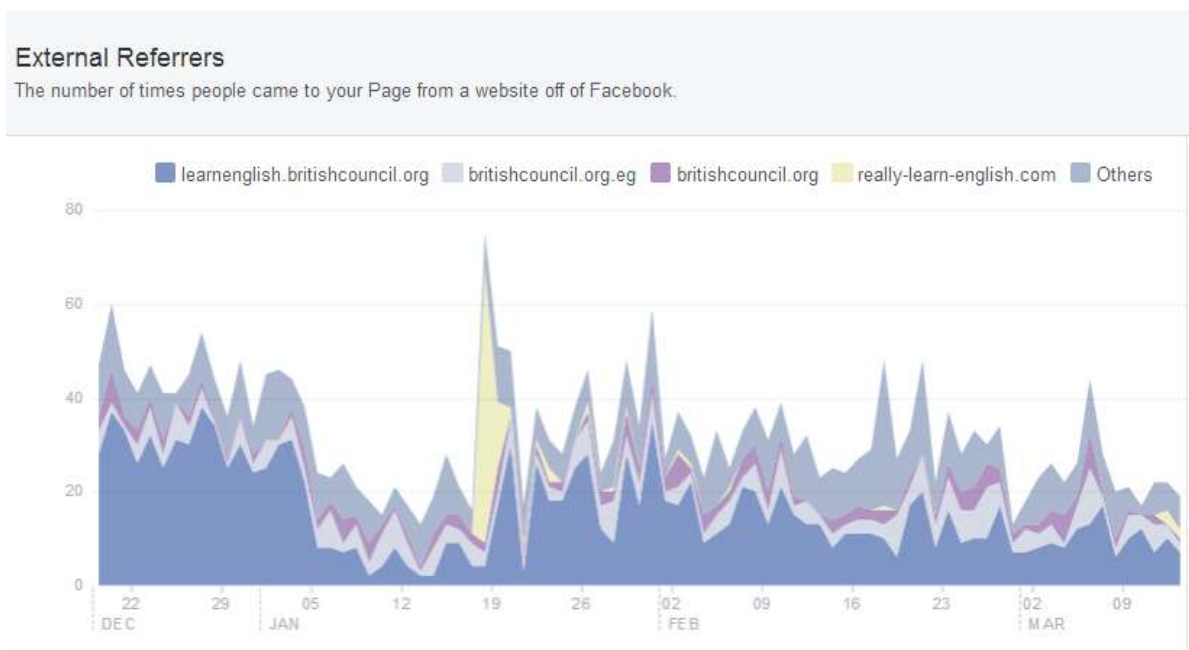 External Referrers
The number of times people came to your Page from a website off of Facebook.
learnenglish.britishcouncil.org britishcouncil.org.eg britishcouncil.org really-learn-english.com Others
80
60
40
20
0
22 29 05 12 19 26 02 09 16 23 02 09
DEC JAN FEB MAR